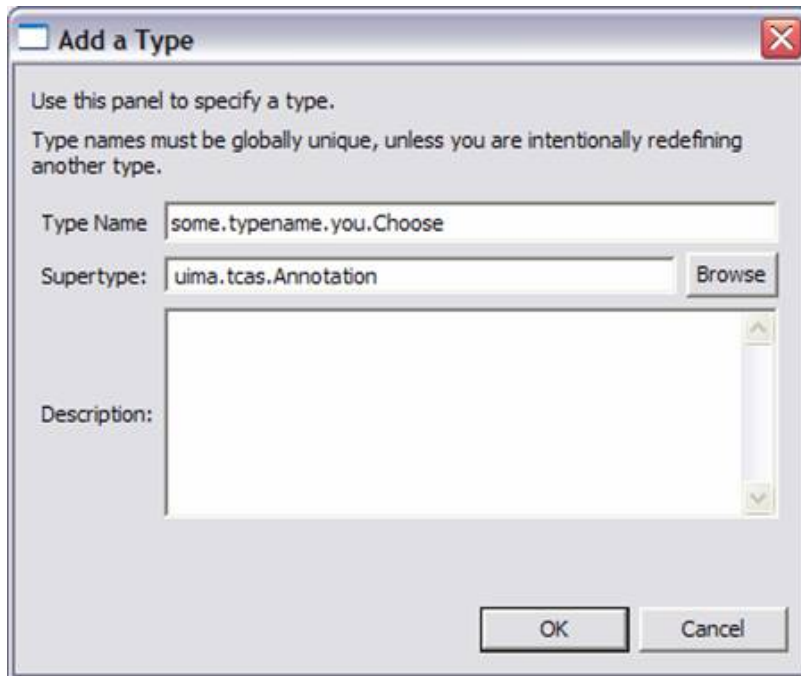 Add a Type
Use this panel to specify a type.
Type names must be globally unique, unless you are intentionally redefining
another type.
Type Name some.typename.you.Choose
Supertype: uima.tcas.Annotation Browse
Description:
OK Cancel